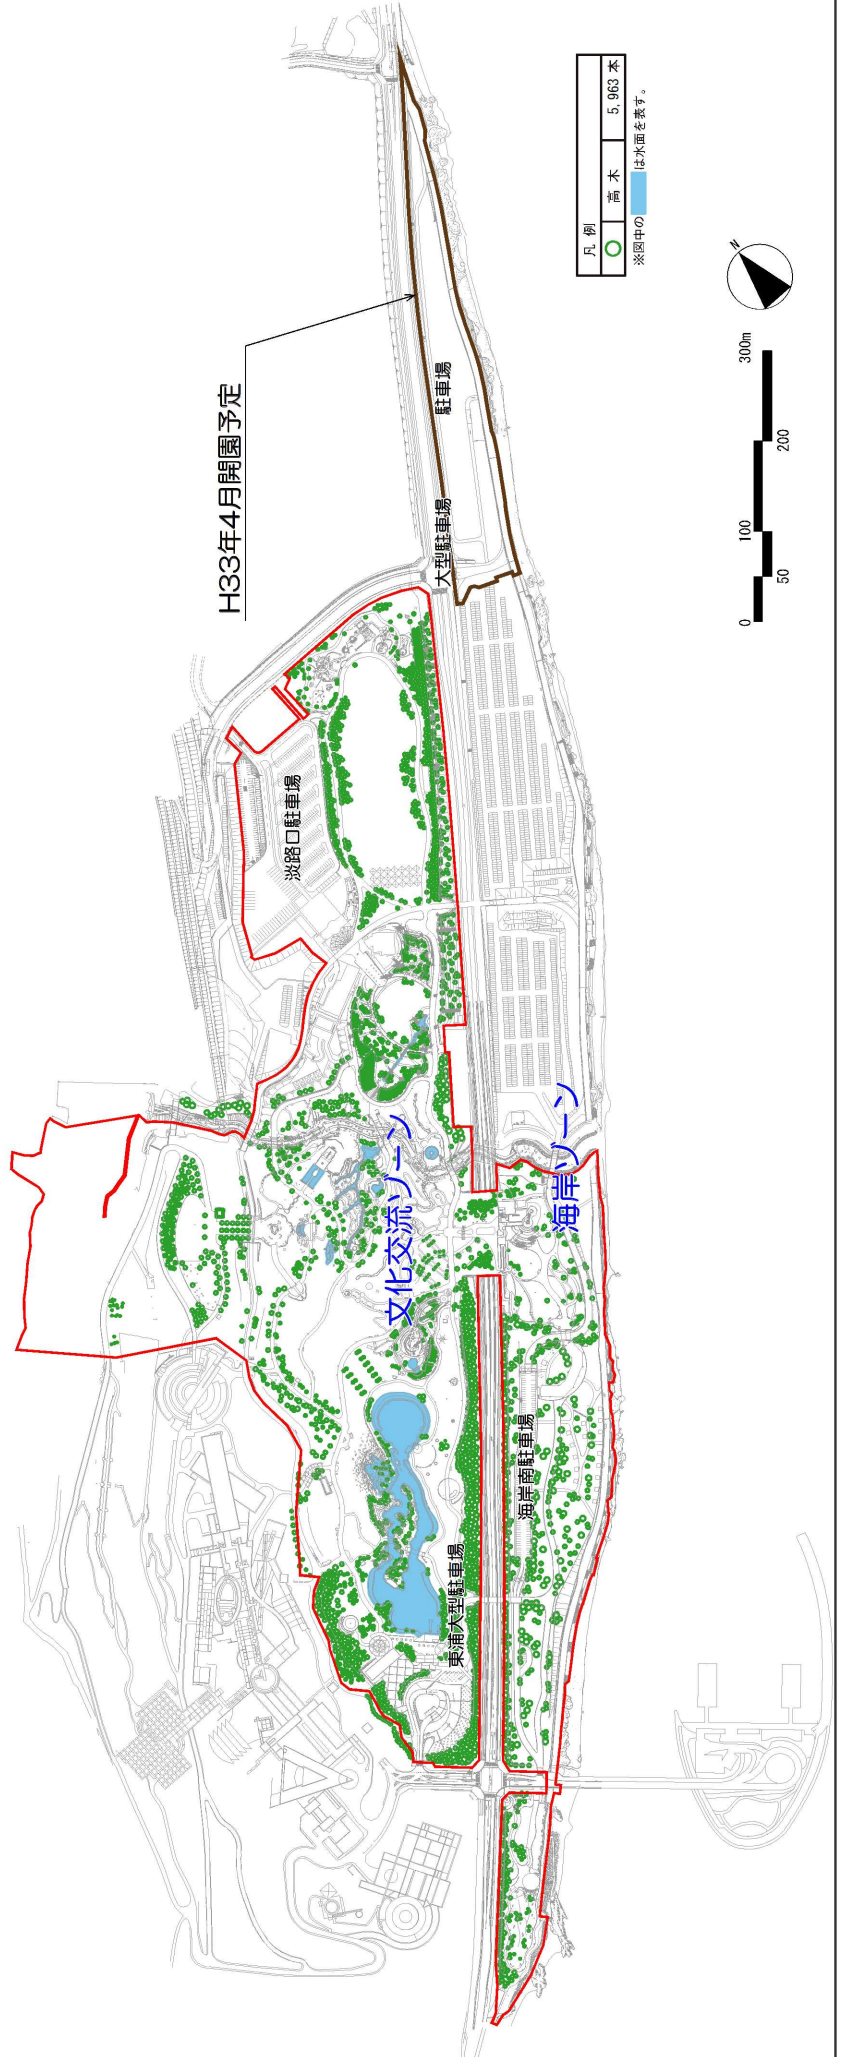 H33年4月開園予定
大型駐車場
駐車場
淡路口駐車場
文化交流ゾーン
海岸ゾーン
東浦大型駐車場
海岸南駐車場
凡 例
高 木 5,963 本
※図中の は水面を表す。
N
0 50 100 200 300m